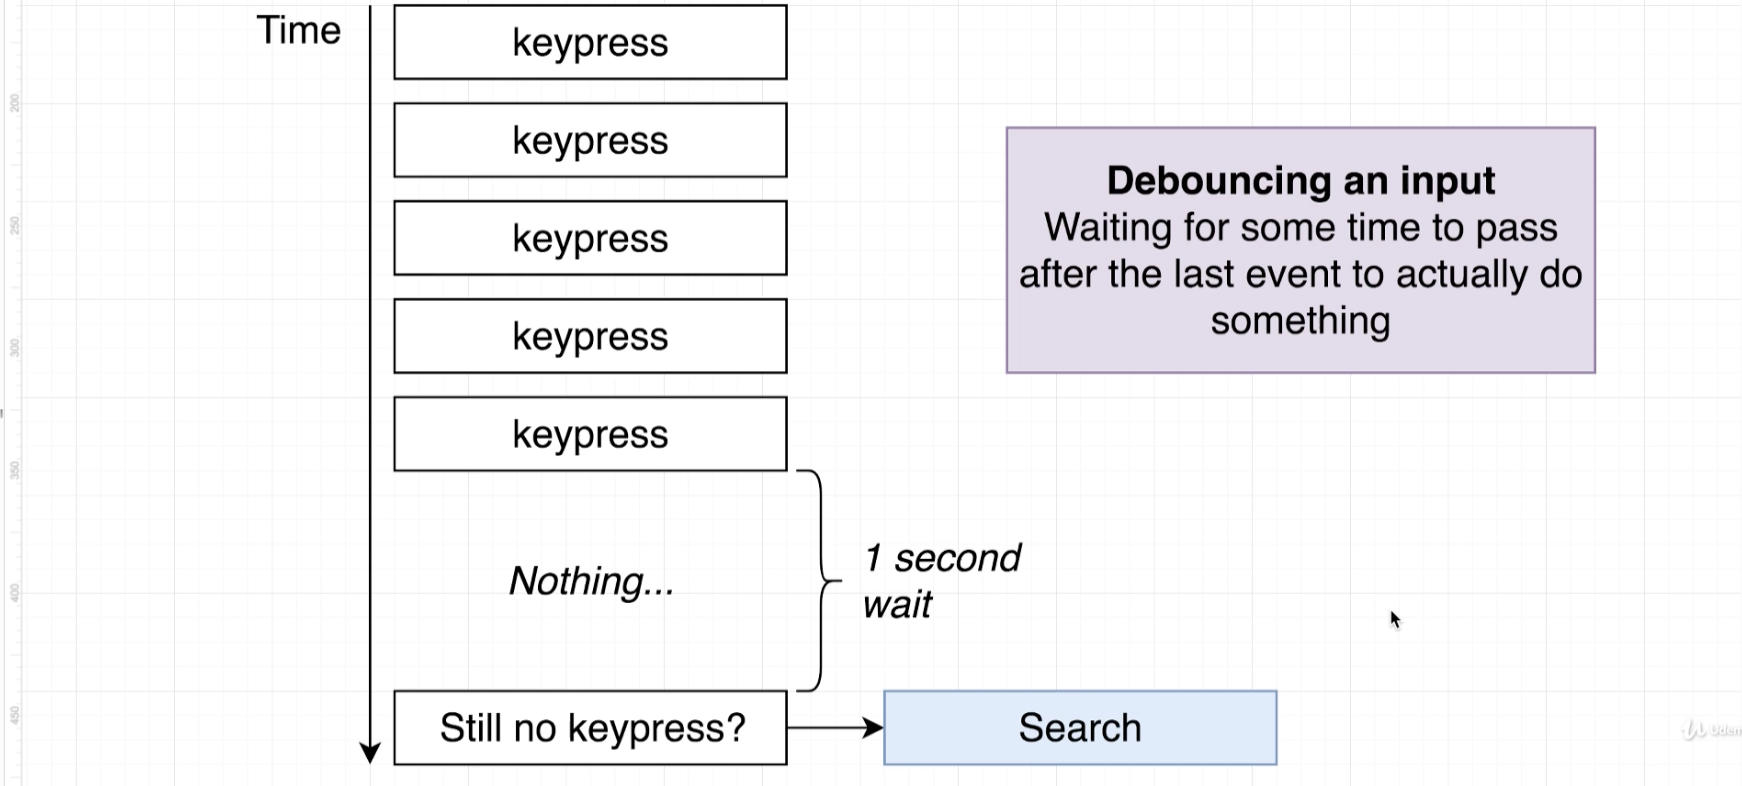 Time
keypress
keypress
keypress
keypress
keypress
Debouncing an input
Waiting for some time to pass
after the last event to actually do
something
Nothing...
1 second
wait
Still no keypress?
Search
200
250
300
350
400
450